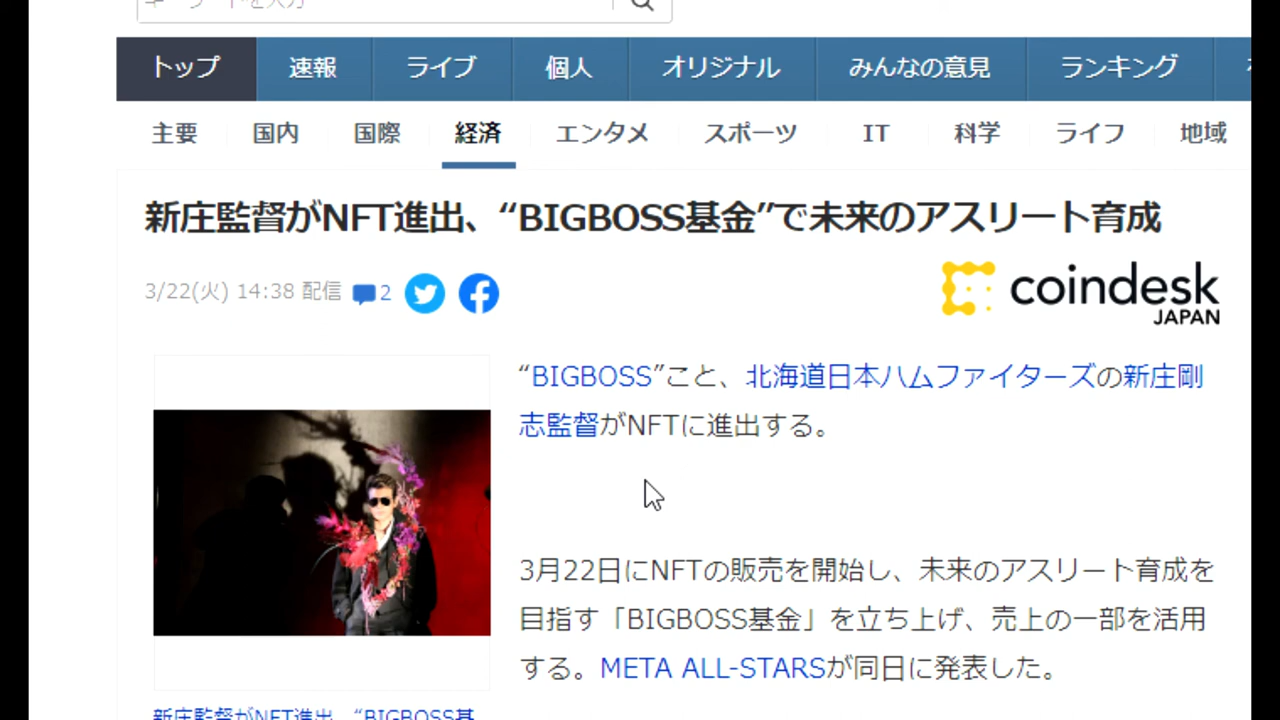 キーワードを入力
トップ 速報 ライブ 個人 オリジナル みんなの意見 ランキング
主要 国内 国際 経済 エンタメ スポーツ IT 科学 ライフ 地域
新庄監督がNFT進出、“BIGBOSS基金”で未来のアスリート育成
3/22(火) 14:38 配信 2
coindesk
JAPAN
“BIGBOSS”こと、北海道日本ハムファイターズの新庄剛
志監督がNFTに進出する。
3月22日にNFTの販売を開始し、未来のアスリート育成を
目指す「BIGBOSS基金」を立ち上げ、売上の一部を活用
する。META ALL-STARSが同日に発表した。
新庄監督がNFT進出、“BIGBOSS基